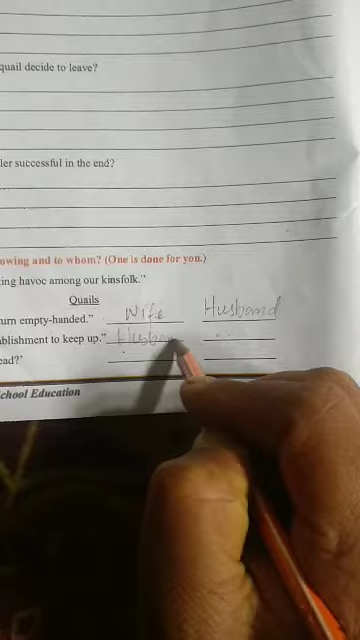 quail decide to leave?
ler successful in the end?
owing and to whom? (One is done for you.)
ing havoc among our kinsfolk."
Quails
urn empty-handed." Wife Husband
ablishment to keep up." Husban
ead?'
chool Education